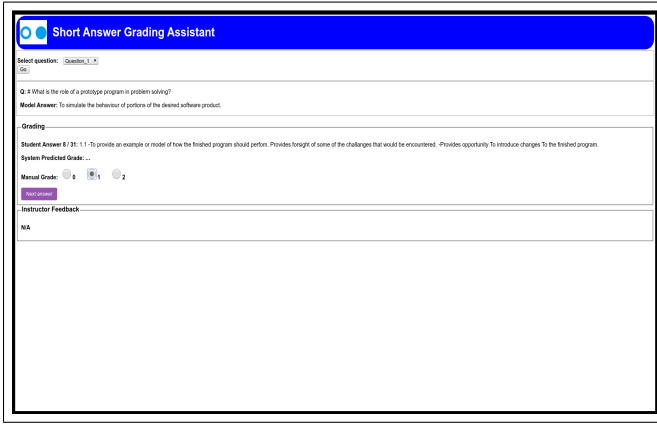 Short Answer Grading Assistant
Select question: Question_1
Go
Q: # What is the role of a prototype program in problem solving?
Model Answer: To simulate the behaviour of portions of the desired software product.
Grading
Student Answer 8 / 31: 1.1 -To provide an example or model of how the finished program should perfom. Provides forsight of some of the challanges that would be encountered. -Provides opportunity To introduce changes To the finished program.
System Predicted Grade: ...
Manual Grade: 0 1 2
Next answer
Instructor Feedback
N/A